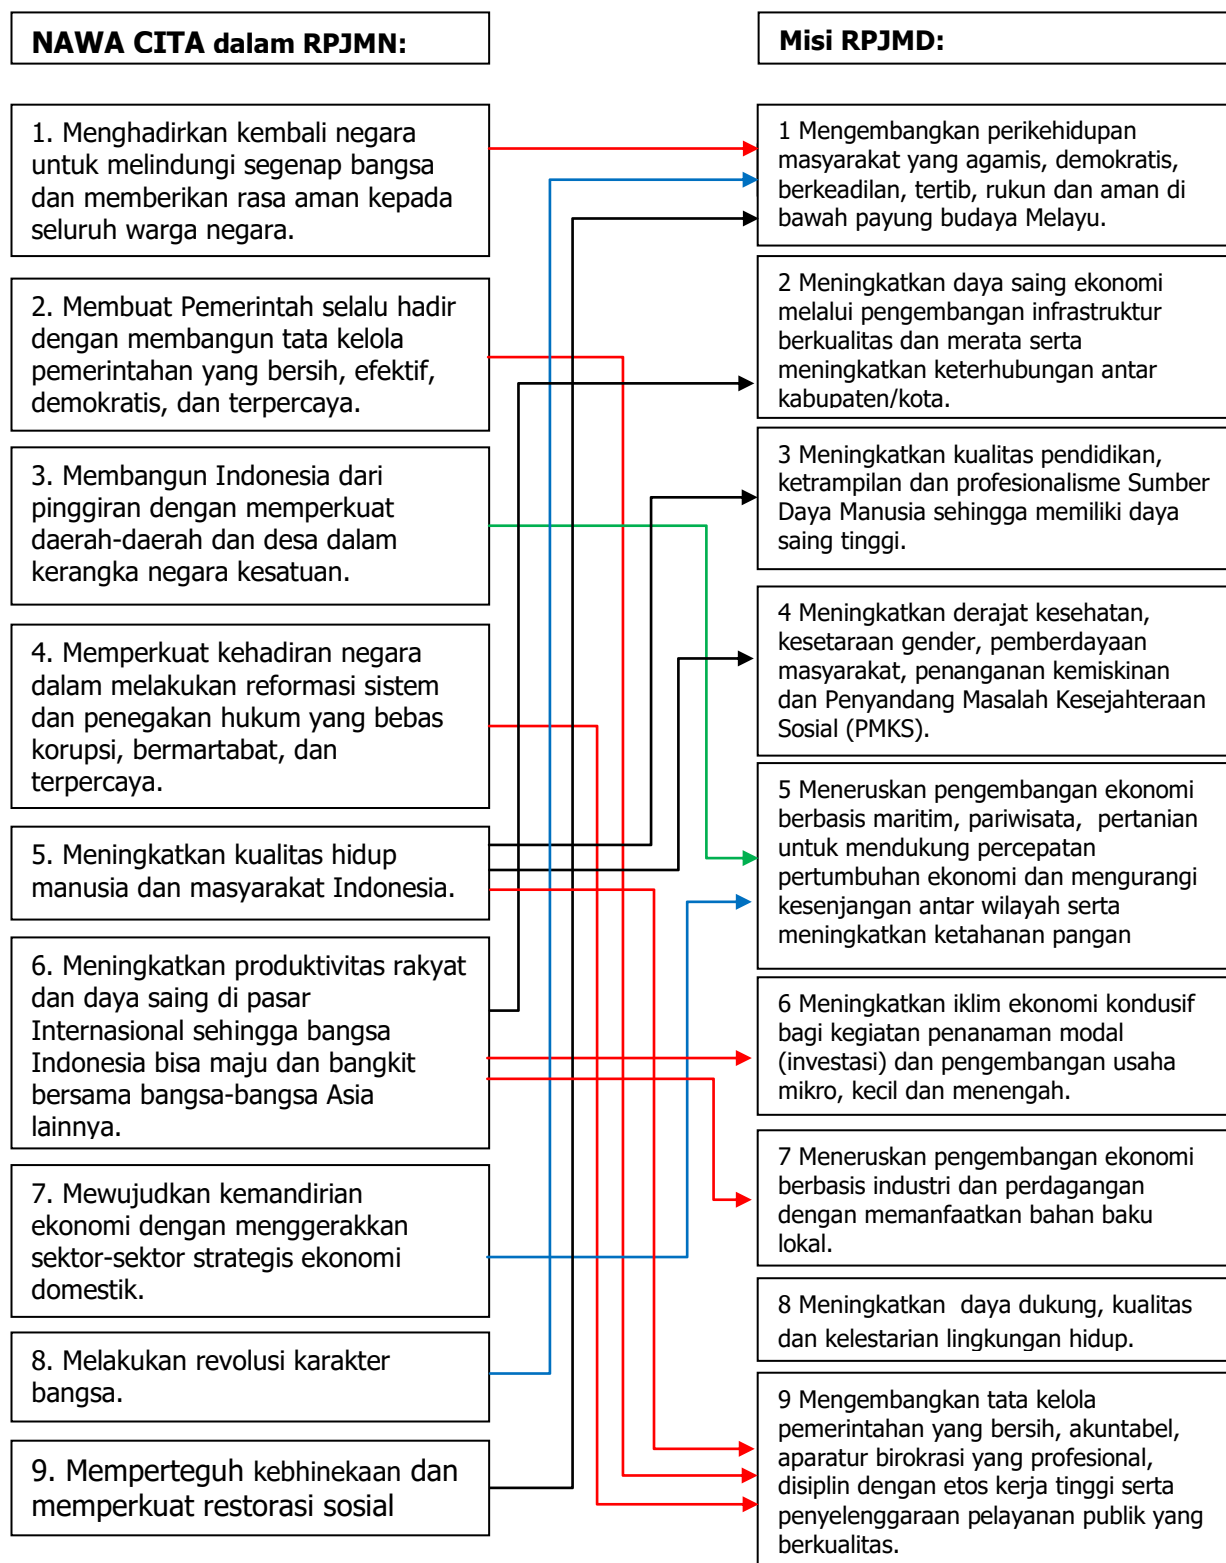 NAWA CITA dalam RPJMN:
1. Menghadirkan kembali negara
untuk melindungi segenap bangsa
dan memberikan rasa aman kepada
seluruh warga negara.
2. Membuat Pemerintah selalu hadir
dengan membangun tata kelola
pemerintahan yang bersih, efektif,
demokratis, dan terpercaya.
3. Membangun Indonesia dari
pinggiran dengan memperkuat
daerah-daerah dan desa dalam
kerangka negara kesatuan.
4. Memperkuat kehadiran negara
dalam melakukan reformasi sistem
dan penegakan hukum yang bebas
korupsi, bermartabat, dan
terpercaya.
5. Meningkatkan kualitas hidup
manusia dan masyarakat Indonesia.
6. Meningkatkan produktivitas rakyat
dan daya saing di pasar
Internasional sehingga bangsa
Indonesia bisa maju dan bangkit
bersama bangsa-bangsa Asia
lainnya.
7. Mewujudkan kemandirian
ekonomi dengan menggerakkan
sektor-sektor strategis ekonomi
domestik.
8. Melakukan revolusi karakter
bangsa.
9. Memperteguh kebhinekaan dan
memperkuat restorasi sosial
Misi RPJMD:
1 Mengembangkan perikehidupan
masyarakat yang agamis, demokratis,
berkeadilan, tertib, rukun dan aman di
bawah payung budaya Melayu.
2 Meningkatkan daya saing ekonomi
melalui pengembangan infrastruktur
berkualitas dan merata serta
meningkatkan keterhubungan antar
kabupaten/kota.
3 Meningkatkan kualitas pendidikan,
ketrampilan dan profesionalisme Sumber
Daya Manusia sehingga memiliki daya
saing tinggi.
4 Meningkatkan derajat kesehatan,
kesetaraan gender, pemberdayaan
masyarakat, penanganan kemiskinan
dan Penyandang Masalah Kesejahteraan
Sosial (PMKS).
5 Meneruskan pengembangan ekonomi
berbasis maritim, pariwisata, pertanian
untuk mendukung percepatan
pertumbuhan ekonomi dan mengurangi
kesenjangan antar wilayah serta
meningkatkan ketahanan pangan
6 Meningkatkan iklim ekonomi kondusif
bagi kegiatan penanaman modal
(investasi) dan pengembangan usaha
mikro, kecil dan menengah.
7 Meneruskan pengembangan ekonomi
berbasis industri dan perdagangan
dengan memanfaatkan bahan baku
lokal.
8 Meningkatkan daya dukung, kualitas
dan kelestarian lingkungan hidup.
9 Mengembangkan tata kelola
pemerintahan yang bersih, akuntabel,
aparatur birokrasi yang profesional,
disiplin dengan etos kerja tinggi serta
penyelenggaraan pelayanan publik yang
berkualitas.